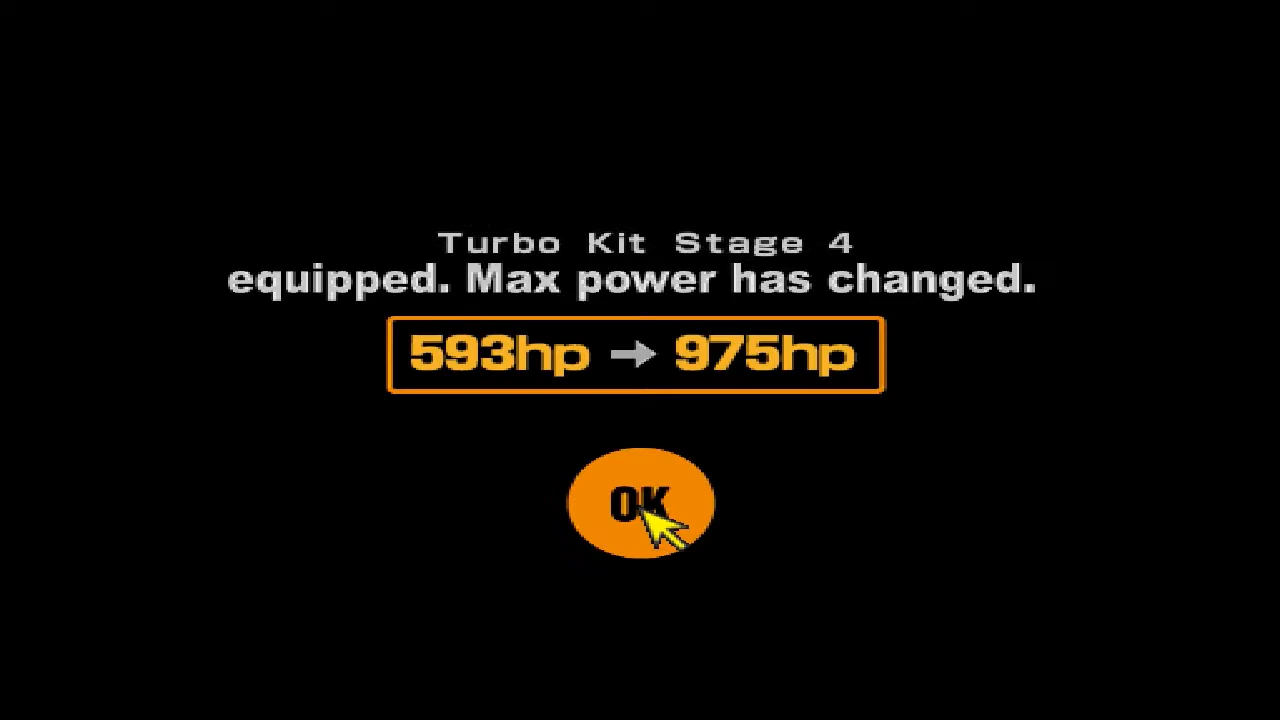 Turbo Kit Stage 4
equipped. Max power has changed.
593hp → 975hp
OK